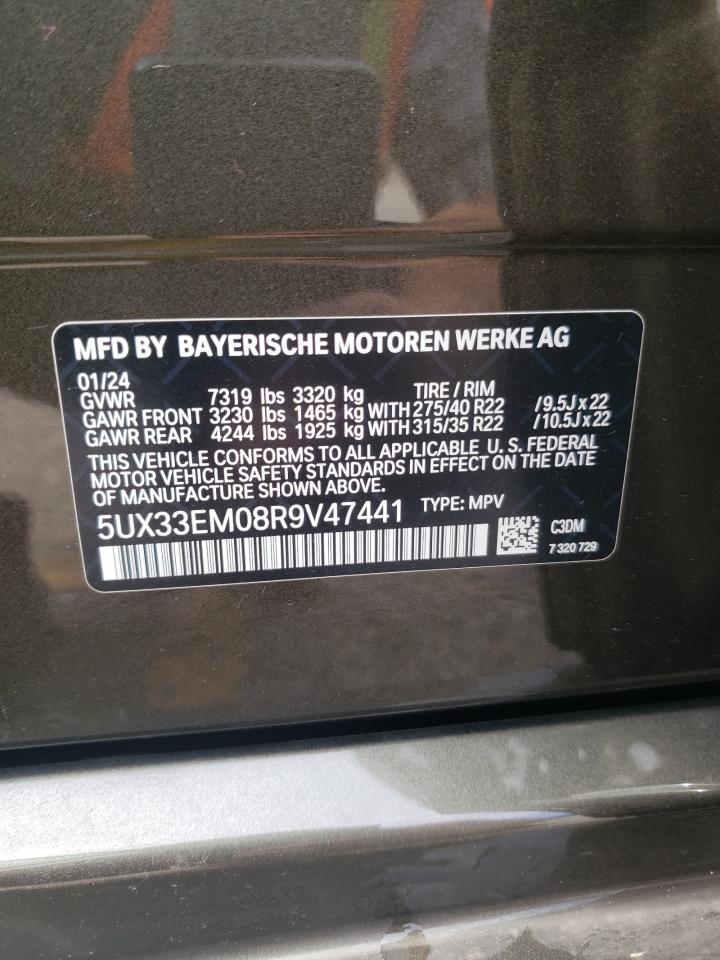 MFD BY BAYERISCHE MOTOREN WERKE AG
01/24 TIRE / RIM
GVWR 7319 lbs 3320 kg
GAWR FRONT 3230 lbs 1465 kg WITH 275/40 R22 /9.5J x 22
GAWR REAR 4244 lbs 1925 kg WITH 315/35 R22 /10.5J x 22
THIS VEHICLE CONFORMS TO ALL APPLICABLE U. S. FEDERAL
MOTOR VEHICLE SAFETY STANDARDS IN EFFECT ON THE DATE
OF MANUFACTURE SHOWN ABOVE.
5UX33EM08R9V47441 TYPE: MPV
C3DM
7 320 729